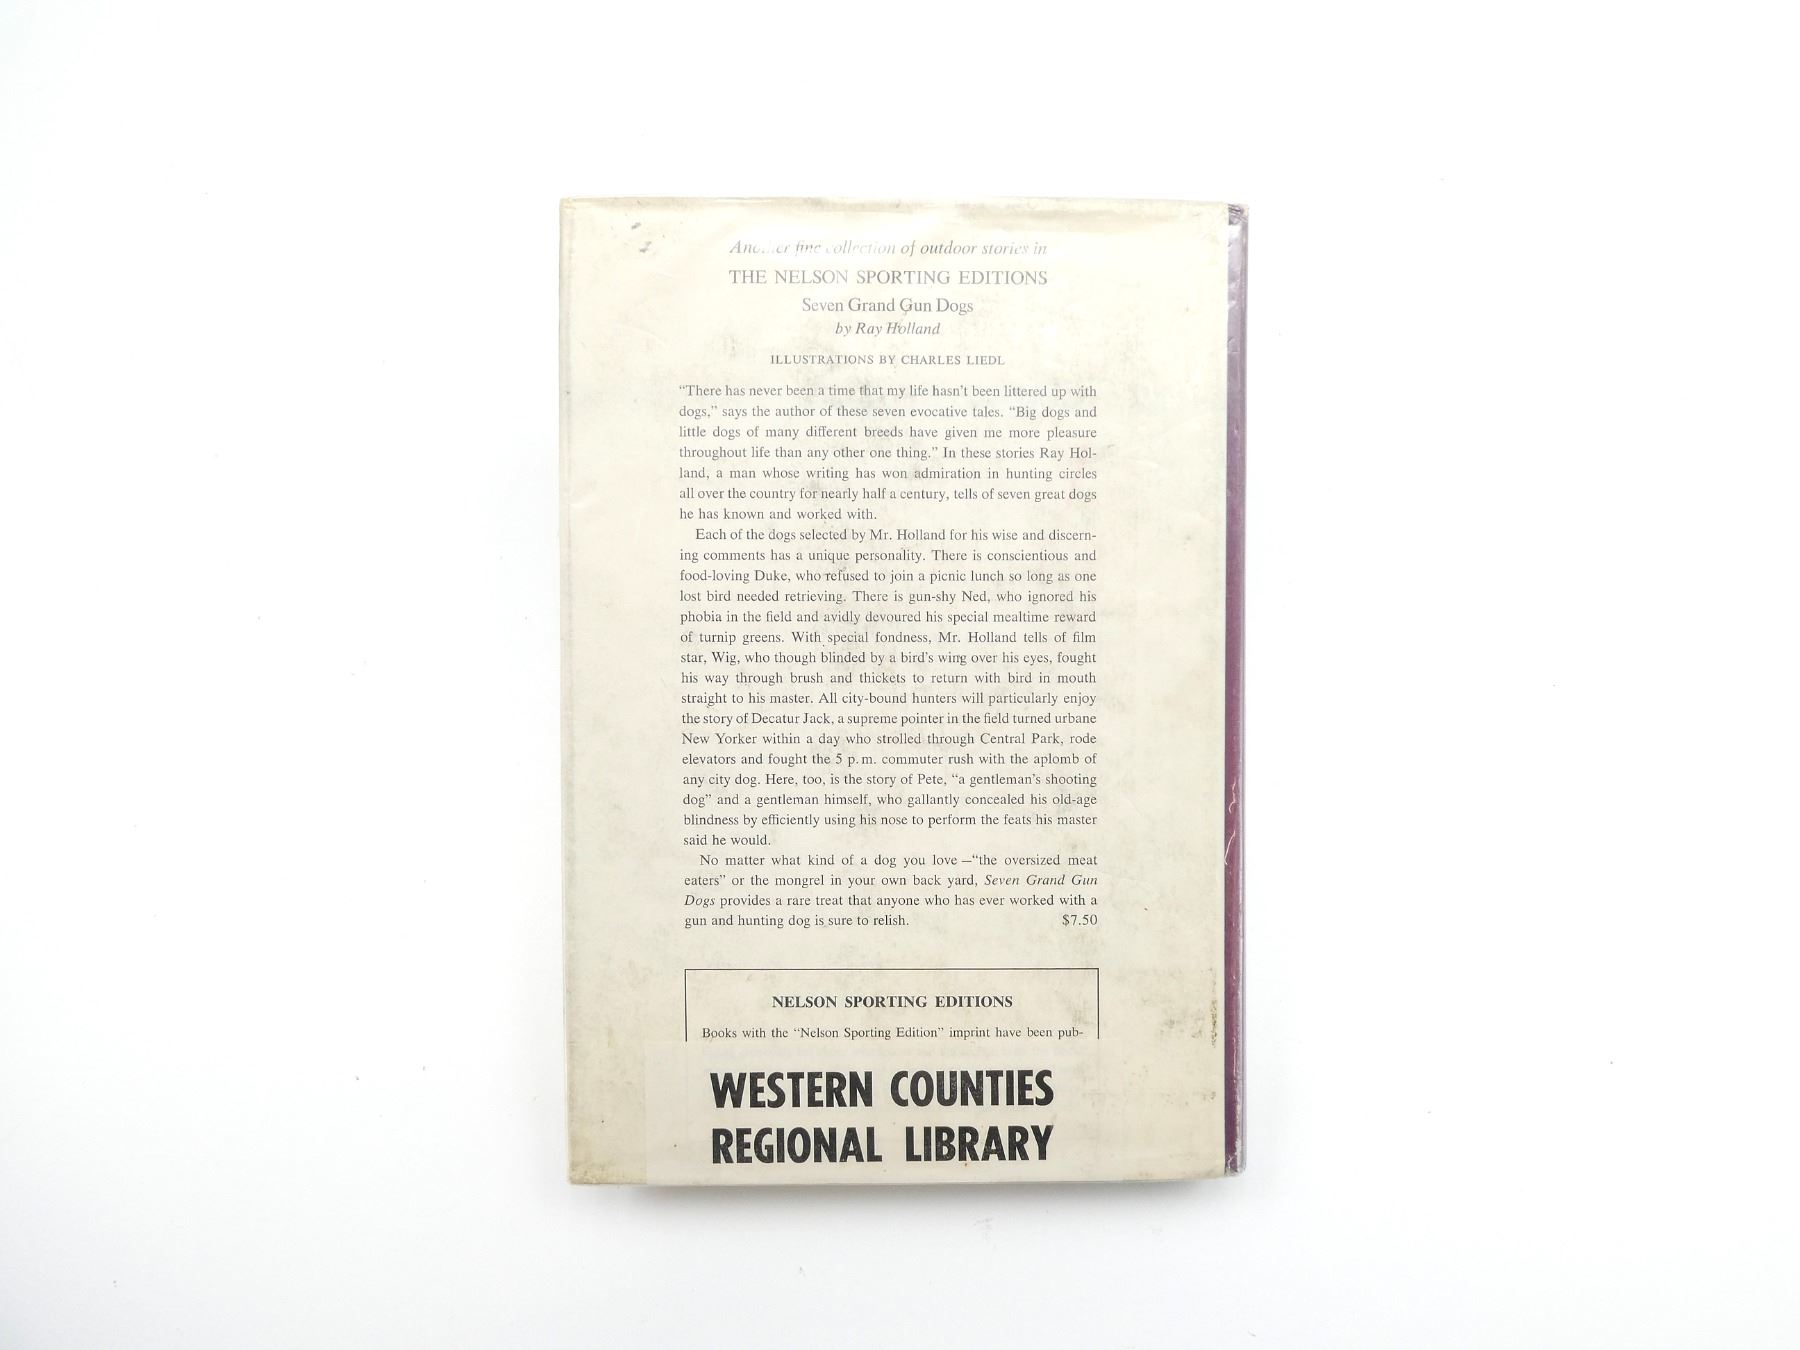 Another fine collection of outdoor stories in
THE NELSON SPORTING EDITIONS
Seven Grand Gun Dogs
by Ray Holland
ILLUSTRATIONS BY CHARLES LIEDL
“There has never been a time that my life hasn’t been littered up with
dogs,” says the author of these seven evocative tales. “Big dogs and
little dogs of many different breeds have given me more pleasure
throughout life than any other one thing.” In these stories Ray Hol-
land, a man whose writing has won admiration in hunting circles
all over the country for nearly half a century, tells of seven great dogs
he has known and worked with.
Each of the dogs selected by Mr. Holland for his wise and discern-
ing comments has a unique personality. There is conscientious and
food-loving Duke, who refused to join a picnic lunch so long as one
lost bird needed retrieving. There is gun-shy Ned, who ignored his
phobia in the field and avidly devoured his special mealtime reward
of turnip greens. With special fondness, Mr. Holland tells of film
star, Wig, who though blinded by a bird’s wing over his eyes, fought
his way through brush and thickets to return with bird in mouth
straight to his master. All city-bound hunters will particularly enjoy
the story of Decatur Jack, a supreme pointer in the field turned urbane
New Yorker within a day who strolled through Central Park, rode
elevators and fought the 5 p. m. commuter rush with the aplomb of
any city dog. Here, too, is the story of Pete, “a gentleman’s shooting
dog” and a gentleman himself, who gallantly concealed his old-age
blindness by efficiently using his nose to perform the feats his master
said he would.
No matter what kind of a dog you love—“the oversized meat
eaters” or the mongrel in your own back yard, Seven Grand Gun
Dogs provides a rare treat that anyone who has ever worked with a
gun and hunting dog is sure to relish. $7.50
NELSON SPORTING EDITIONS
Books with the “Nelson Sporting Edition” imprint have been pub-
WESTERN COUNTIES
REGIONAL LIBRARY